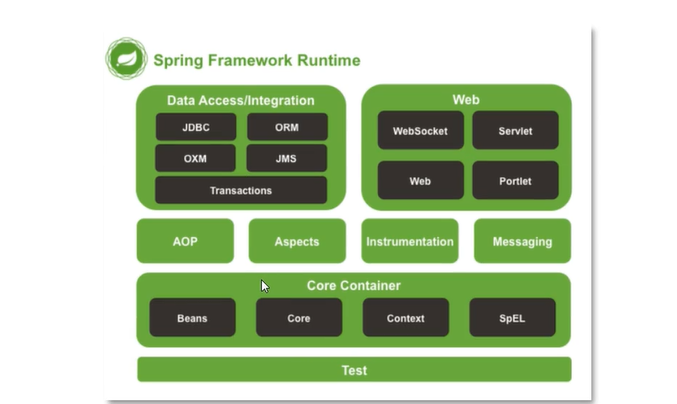 Spring Framework Runtime
Data Access/Integration
JDBC
ORM
OXM
JMS
Transactions
Web
WebSocket
Servlet
Web
Portlet
AOP
Aspects
Instrumentation
Messaging
Core Container
Beans
Core
Context
SpEL
Test